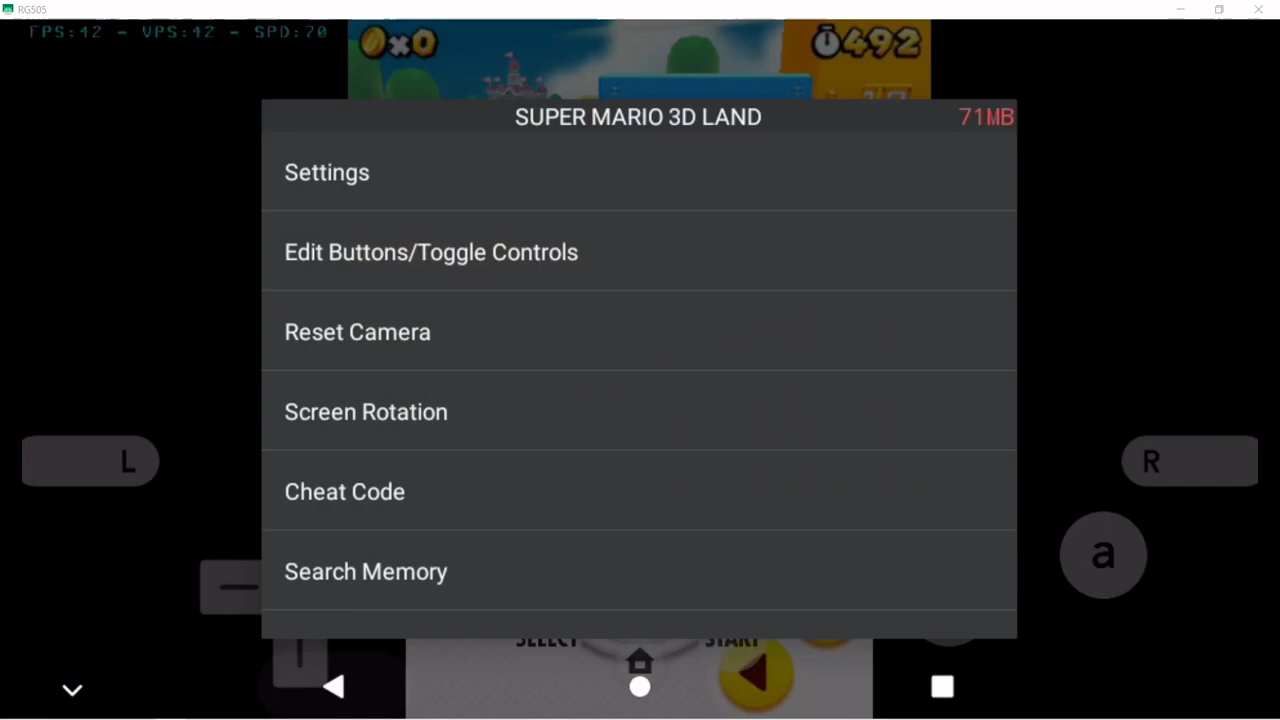 RG505
FPS:42 - VPS:42 - SPD:70
x0
492
SUPER MARIO 3D LAND
71MB
Settings
Edit Buttons/Toggle Controls
Reset Camera
Screen Rotation
Cheat Code
L
R
a
Search Memory
SELECT
START